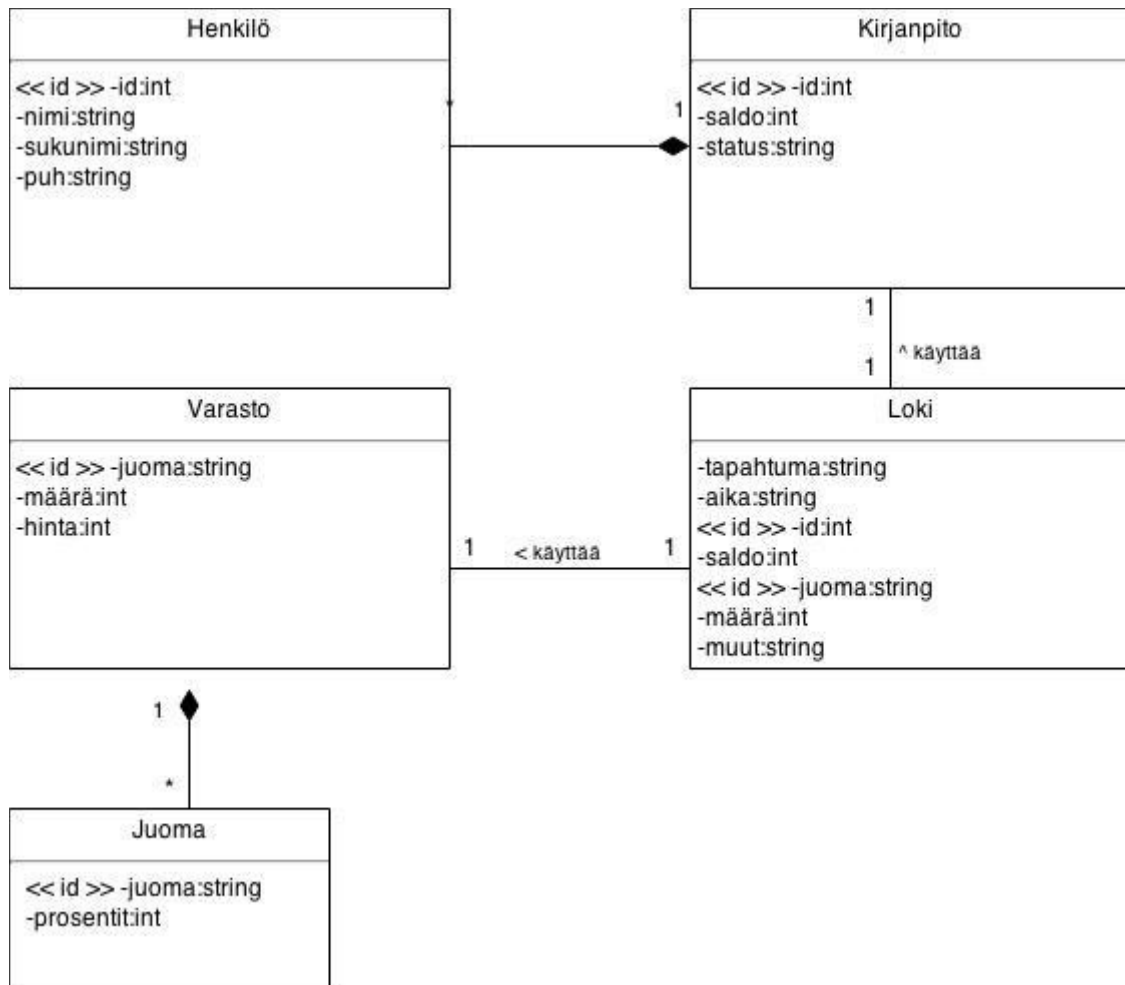 Henkilö
<< id >> -id:int
-nimi:string
-sukunimi:string
-puh:string
*
1
Kirjanpito
<< id >> -id:int
-saldo:int
-status:string
1
^ käyttää
1
Varasto
<< id >> -juoma:string
-määrä:int
-hinta:int
1
< käyttää
1
Loki
-tapahtuma:string
-aika:string
<< id >> -id:int
-saldo:int
<< id >> -juoma:string
-määrä:int
-muut:string
1
*
Juoma
<< id >> -juoma:string
-prosentit:int